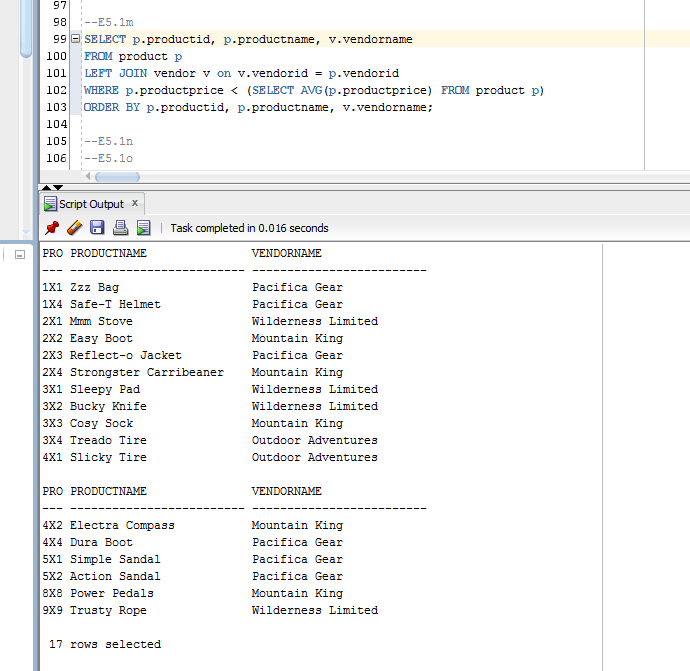 97
98 --E5.1m
99 SELECT p.productid, p.productname, v.vendorname
100 FROM product p
101 LEFT JOIN vendor v on v.vendorid = p.vendorid
102 WHERE p.productprice < (SELECT AVG(p.productprice) FROM product p)
103 ORDER BY p.productid, p.productname, v.vendorname;
104
105 --E5.1n
106 --E5.1o
Script Output x
Task completed in 0.016 seconds
PRO PRODUCTNAME               VENDORNAME
--- ------------------------- -------------------------
1X1 Zzz Bag                   Pacifica Gear
1X4 Safe-T Helmet             Pacifica Gear
2X1 Mmm Stove                 Wilderness Limited
2X2 Easy Boot                 Mountain King
2X3 Reflect-o Jacket          Pacifica Gear
2X4 Strongster Carribeaner    Mountain King
3X1 Sleepy Pad                Wilderness Limited
3X2 Bucky Knife               Wilderness Limited
3X3 Cosy Sock                 Mountain King
3X4 Treado Tire               Outdoor Adventures
4X1 Slicky Tire               Outdoor Adventures
PRO PRODUCTNAME               VENDORNAME
--- ------------------------- -------------------------
4X2 Electra Compass           Mountain King
4X4 Dura Boot                 Pacifica Gear
5X1 Simple Sandal             Pacifica Gear
5X2 Action Sandal             Pacifica Gear
8X8 Power Pedals              Mountain King
9X9 Trusty Rope               Wilderness Limited
17 rows selected